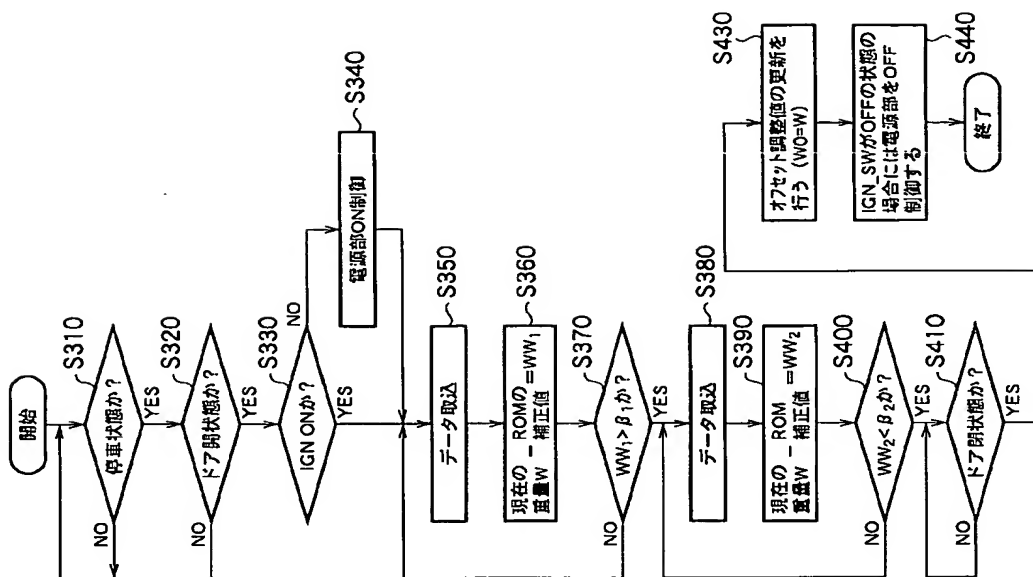 開始
停車状態か?
S310
NO
YES
ドア開状態か?
S320
NO
YES
IGN ONか?
S330
NO
YES
電源部ON制御
S340
データ取込
S350
現在の重量W − ROMの補正値 =WW₁
S360
WW₁>β₁か?
S370
NO
YES
データ取込
S380
現在の重量W − ROM補正値 =WW₂
S390
WW₂<β₂か?
S400
NO
YES
ドア閉状態か?
S410
NO
YES
オフセット調整値の更新を
行う (W0=W)
S430
IGN_SWがOFFの状態の
場合には電源部をOFF
制御する
S440
終了